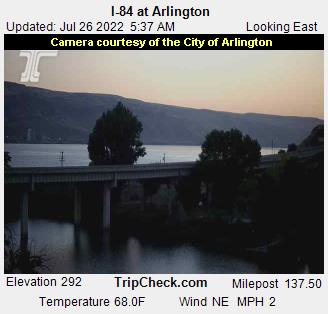 I-84 at Arlington
Updated: Jul 26 2022 5:37 AM Looking East
Camera courtesy of the City of Arlington
Elevation 292 TripCheck.com Milepost 137.50
Temperature 68.0F Wind NE MPH 2